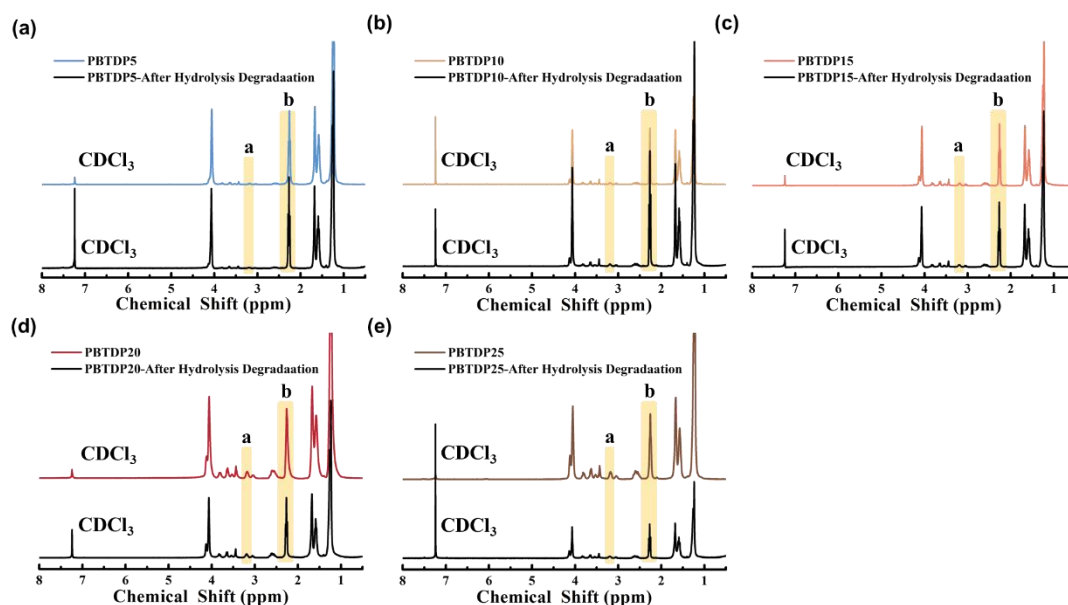 (a)
PBTDP5
PBTDP5-After Hydrolysis Degradaation
b
a
CDCl3
CDCl3
8 7 6 5 4 3 2 1
Chemical Shift (ppm)
(b)
PBTDP10
PBTDP10-After Hydrolysis Degradaation
b
a
CDCl3
CDCl3
8 7 6 5 4 3 2 1
Chemical Shift (ppm)
(c)
PBTDP15
PBTDP15-After Hydrolysis Degradaation
b
a
CDCl3
CDCl3
8 7 6 5 4 3 2 1
Chemical Shift (ppm)
(d)
PBTDP20
PBTDP20-After Hydrolysis Degradaation
b
a
CDCl3
CDCl3
8 7 6 5 4 3 2 1
Chemical Shift (ppm)
(e)
PBTDP25
PBTDP25-After Hydrolysis Degradaation
b
a
CDCl3
CDCl3
8 7 6 5 4 3 2 1
Chemical Shift (ppm)